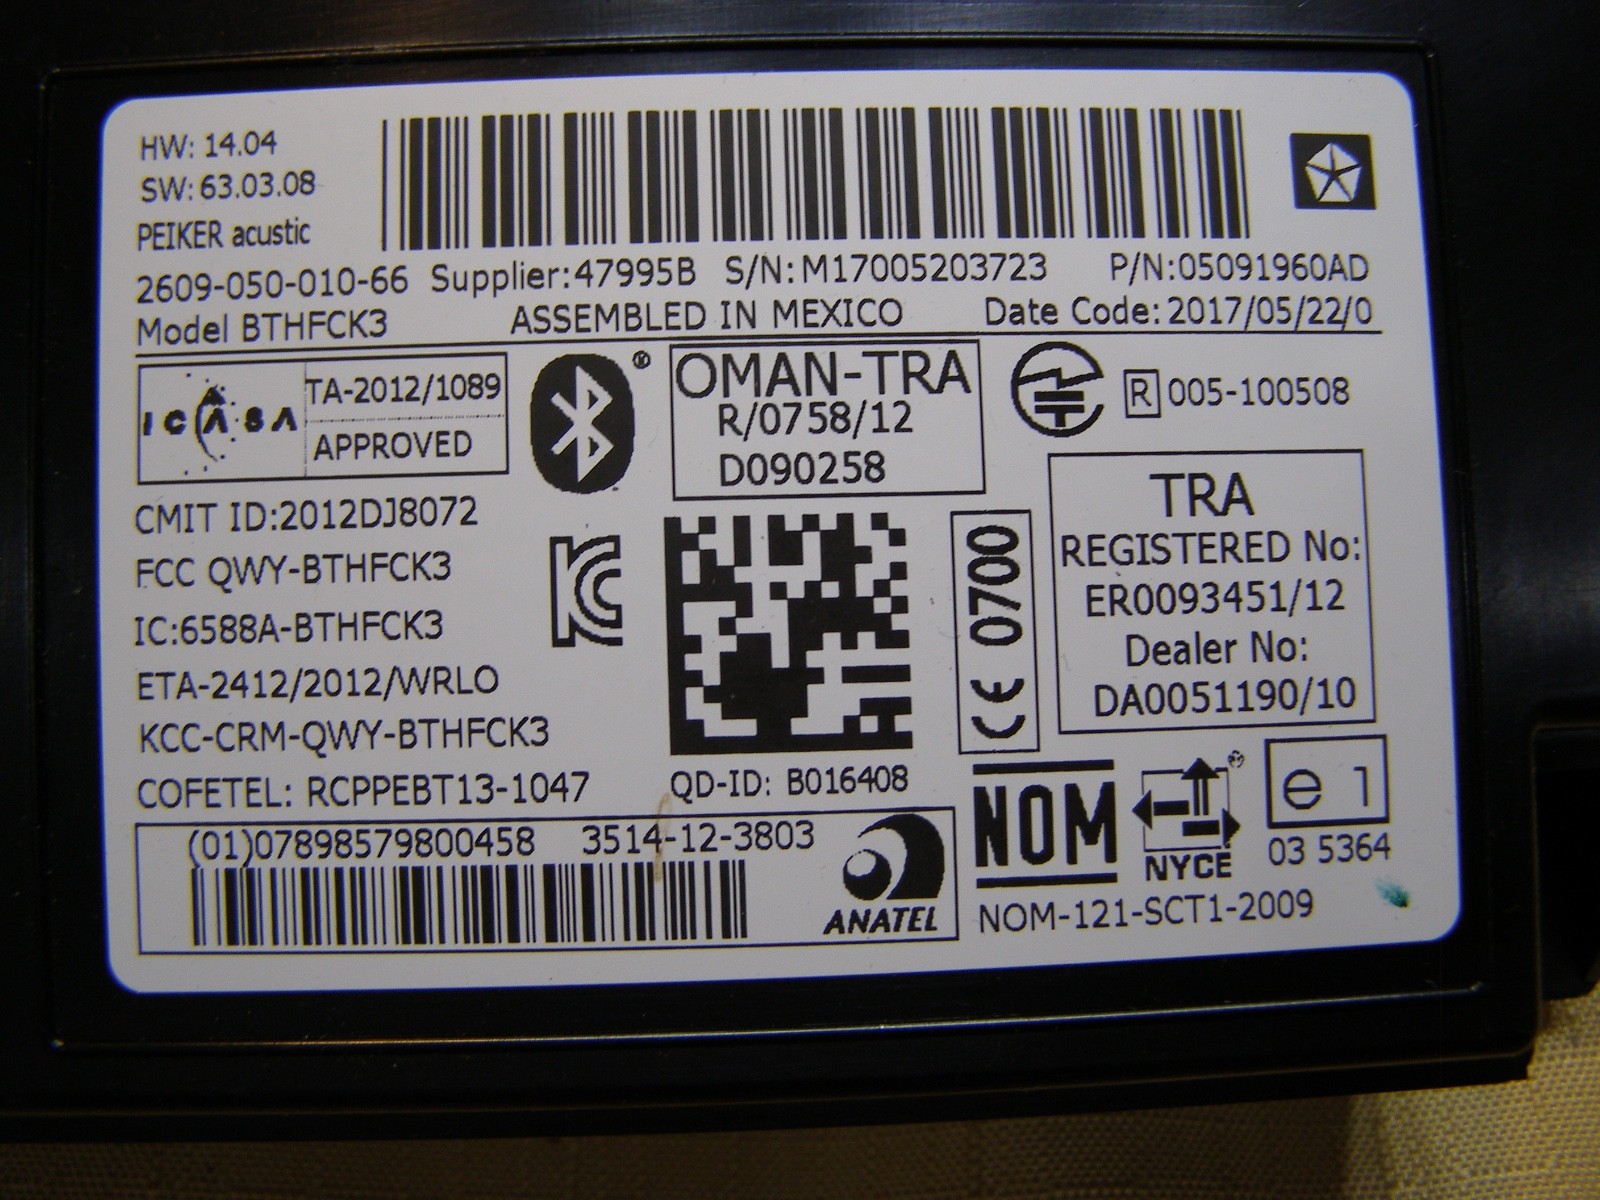 HW: 14.04
SW: 63.03.08
PEIKER acustic
2609-050-010-66 Supplier:47995B S/N:M17005203723 P/N:05091960AD
Model BTHFCK3 ASSEMBLED IN MEXICO Date Code:2017/05/22/0
ICASA
TA-2012/1089
APPROVED
OMAN-TRA
R/0758/12
D090258
R 005-100508
CMIT ID:2012DJ8072
FCC QWY-BTHFCK3
IC:6588A-BTHFCK3
ETA-2412/2012/WRLO
KCC-CRM-QWY-BTHFCK3
COFETEL: RCPPEBT13-1047
QD-ID: B016408
CE 0700
TRA
REGISTERED No:
ER0093451/12
Dealer No:
DA0051190/10
(01)07898579800458 3514-12-3803
ANATEL
NOM
NYCE
e 1
03 5364
NOM-121-SCT1-2009